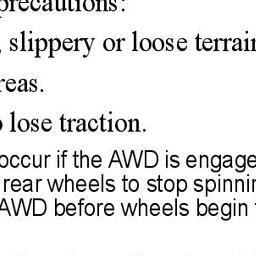 precautions:
, slippery or loose terrain
reas.
o lose traction.
occur if the AWD is engage
rear wheels to stop spinnin
AWD before wheels begin